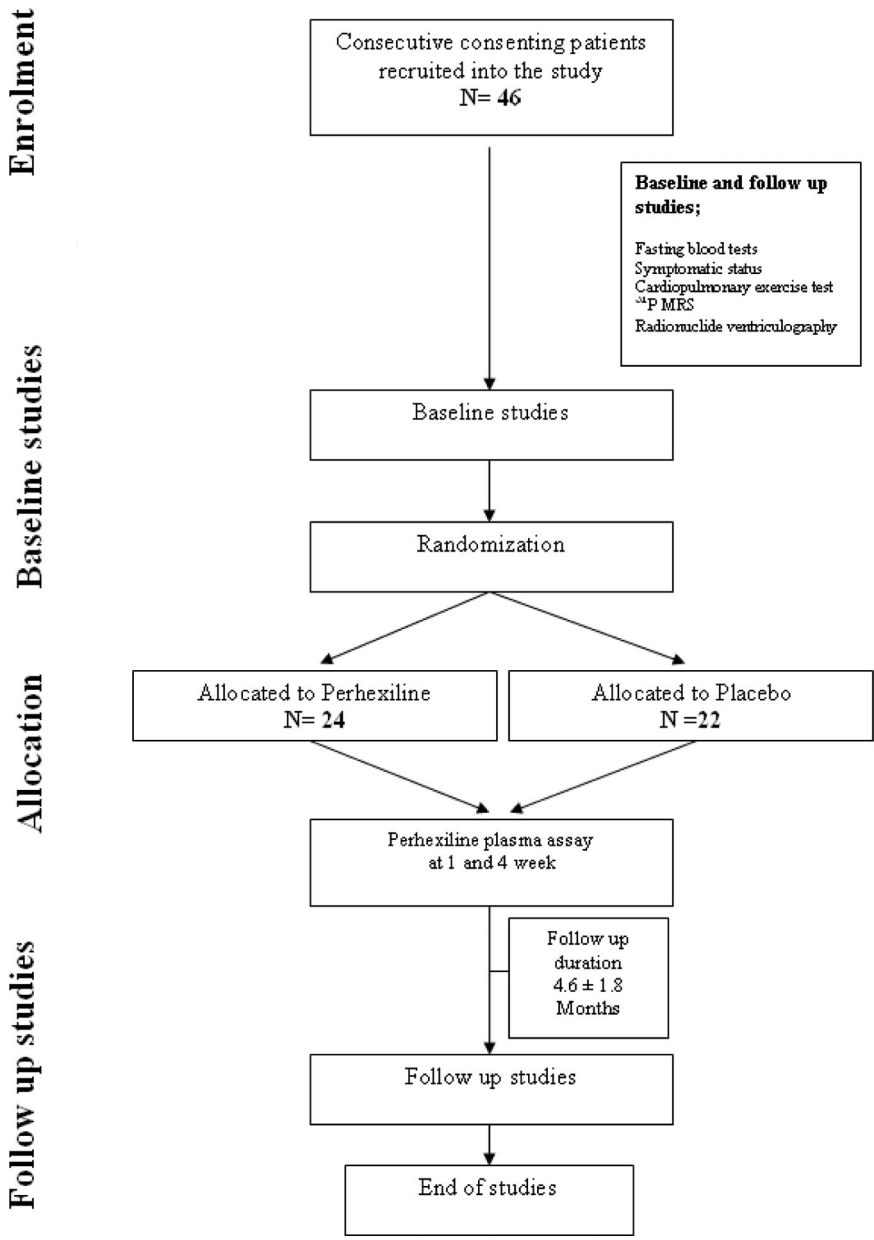 Enrolment
Consecutive consenting patients
recruited into the study
N= 46
Baseline and follow up
studies;
Fasting blood tests
Symptomatic status
Cardiopulmonary exercise test
³¹P MRS
Radionuclide ventriculography
Baseline studies
Baseline studies
Randomization
Allocation
Allocated to Perhexiline
N= 24
Allocated to Placebo
N =22
Perhexiline plasma assay
at 1 and 4 week
Follow up studies
Follow up
duration
4.6 ± 1.8
Months
Follow up studies
End of studies